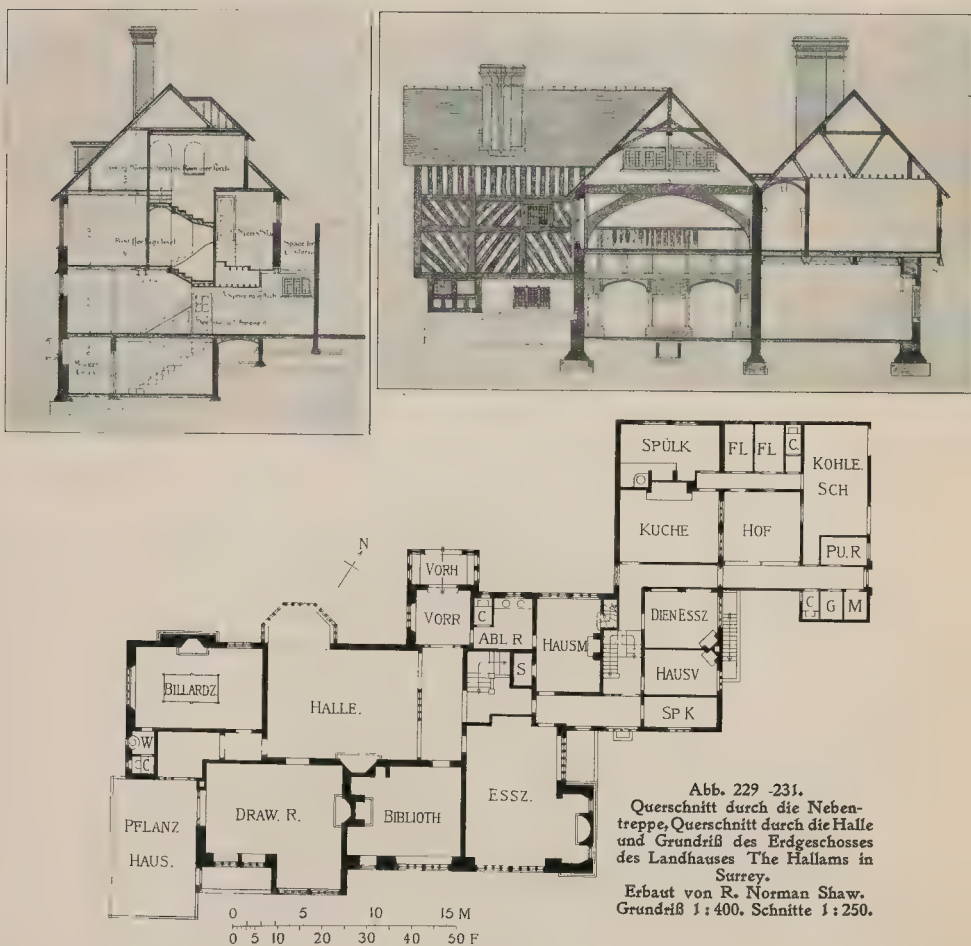 SPÜLK
FL
FL
C.
KOHLE.
SCH
KÜCHE
HOF
PU. R
N
VORH
VORR
C
ABL R
HAUSM
DIENESSZ
C
G
M
S
HAUSV
BILLARDZ
HALLE.
SP K
W
C
ESSZ.
DRAW. R.
BIBLIOTH
PFLANZ
HAUS.
Abb. 229 -231.
Querschnitt durch die Neben-
treppe, Querschnitt durch die Halle
und Grundriß des Erdgeschosses
des Landhauses The Hallams in
Surrey.
Erbaut von R. Norman Shaw.
Grundriß 1 : 400. Schnitte 1 : 250.
0 5 10 15 M
0 5 10 20 30 40 50 F